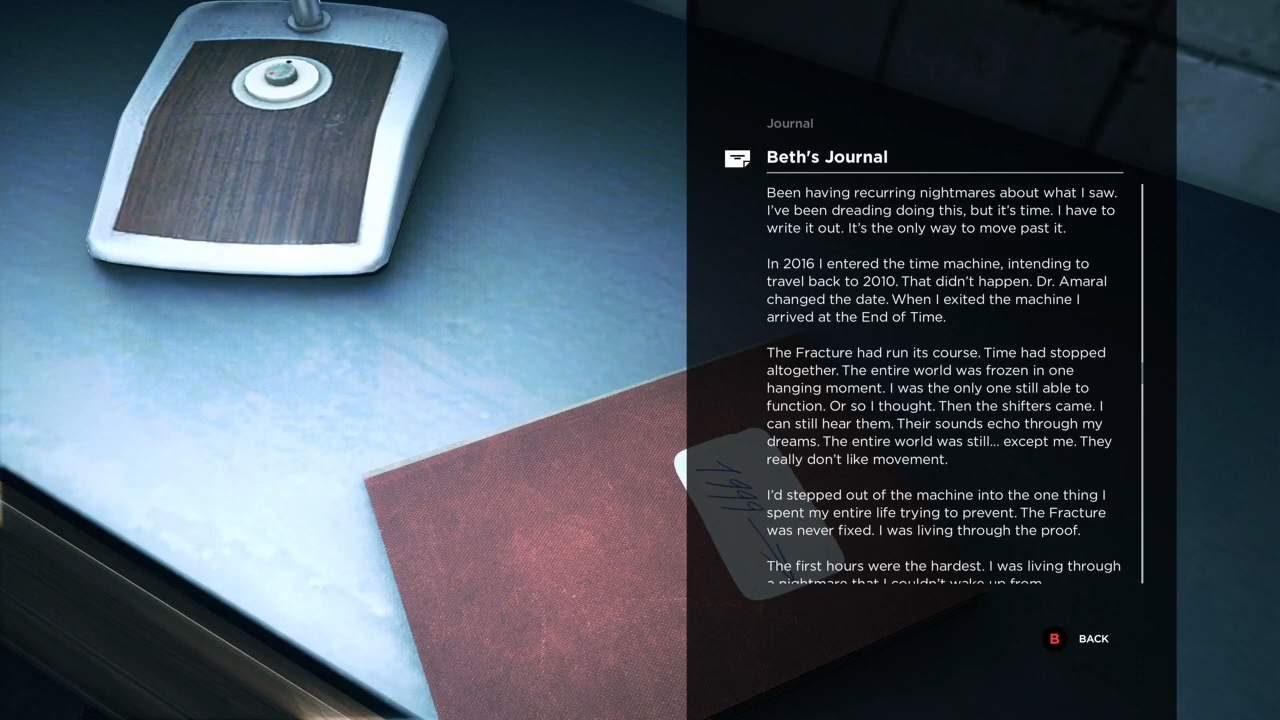 Journal
Beth's Journal
Been having recurring nightmares about what I saw.
I've been dreading doing this, but it's time. I have to
write it out. It's the only way to move past it.
In 2016 I entered the time machine, intending to
travel back to 2010. That didn't happen. Dr. Amaral
changed the date. When I exited the machine I
arrived at the End of Time.
The Fracture had run its course. Time had stopped
altogether. The entire world was frozen in one
hanging moment. I was the only one still able to
function. Or so I thought. Then the shifters came. I
can still hear them. Their sounds echo through my
dreams. The entire world was still... except me. They
really don't like movement.
I'd stepped out of the machine into the one thing I
spent my entire life trying to prevent. The Fracture
was never fixed. I was living through the proof.
The first hours were the hardest. I was living through
a nightmare that I couldn't wake up from.
1999
B BACK